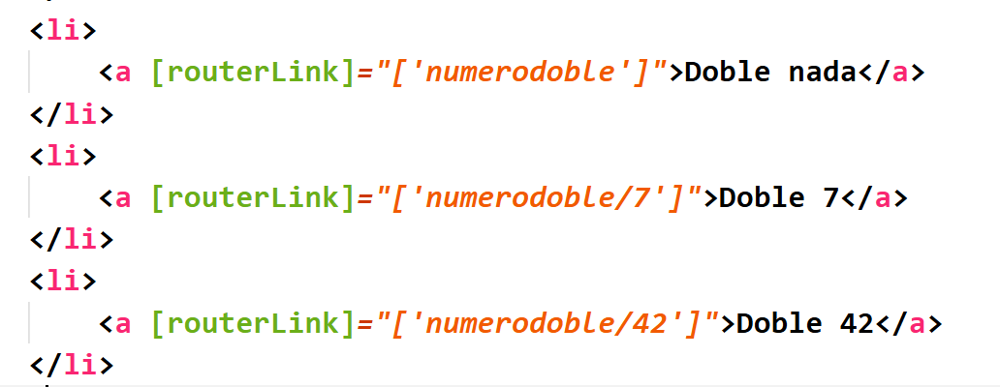 <li>
    <a [routerLink]="['numerodoble']">Doble nada</a>
</li>
<li>
    <a [routerLink]="['numerodoble/7']">Doble 7</a>
</li>
<li>
    <a [routerLink]="['numerodoble/42']">Doble 42</a>
</li>